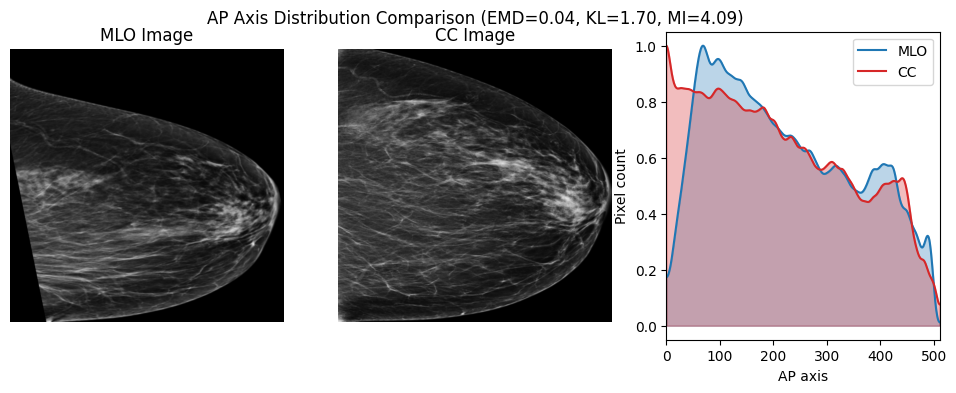 AP Axis Distribution Comparison (EMD=0.04, KL=1.70, MI=4.09)
MLO Image
CC Image
MLO
CC
1.0
0.8
0.6
0.4
0.2
0.0
Pixel count
0 100 200 300 400 500
AP axis